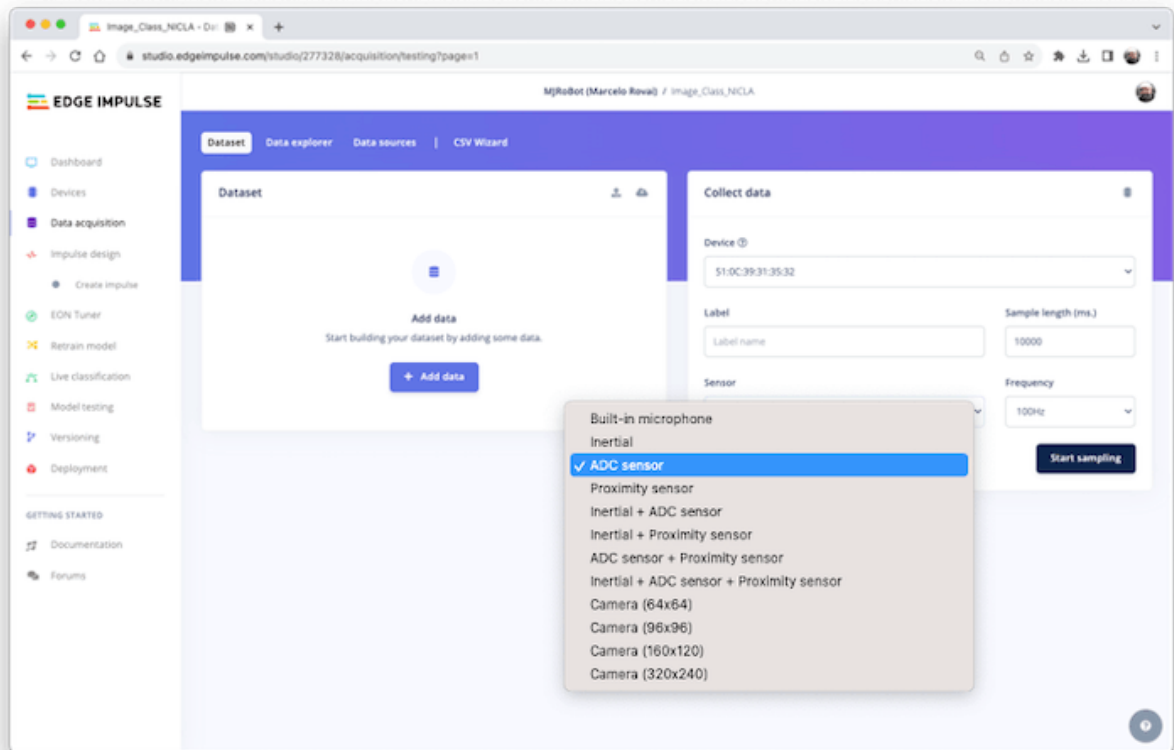 Image_Class_NICLA - Dat
studio.edgeimpulse.com/studio/277328/acquisition/testing?page=1
EDGE IMPULSE
MJRoBot (Marcelo Rovai) / Image_Class_NICLA
Dashboard
Devices
Data acquisition
Impulse design
Create impulse
EON Tuner
Retrain model
Live classification
Model testing
Versioning
Deployment
GETTING STARTED
Documentation
Forums
Dataset Data explorer Data sources | CSV Wizard
Dataset
Add data
Start building your dataset by adding some data.
+ Add data
Collect data
Device
51:0C:39:31:35:32
Label Sample length (ms.)
Label name 10000
Sensor Frequency
100Hz
Start sampling
Built-in microphone
Inertial
✓ ADC sensor
Proximity sensor
Inertial + ADC sensor
Inertial + Proximity sensor
ADC sensor + Proximity sensor
Inertial + ADC sensor + Proximity sensor
Camera (64x64)
Camera (96x96)
Camera (160x120)
Camera (320x240)